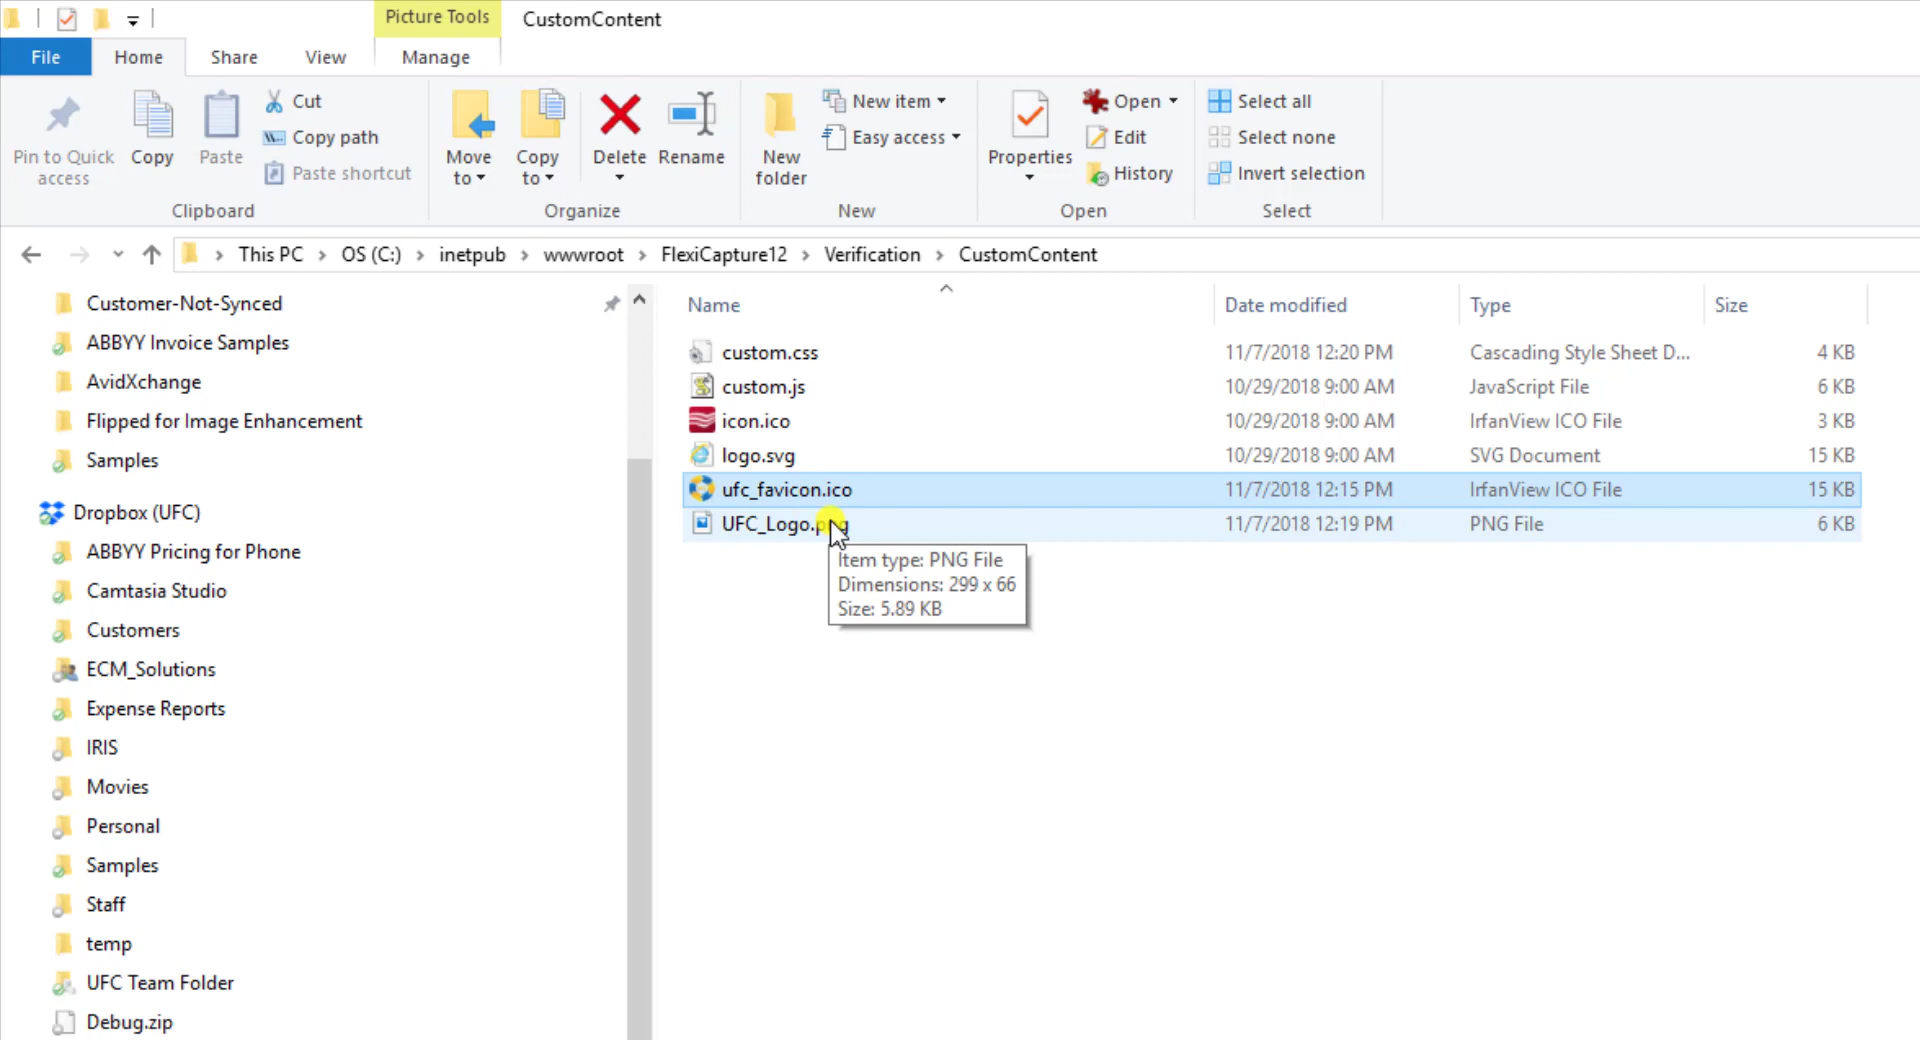 Picture Tools
CustomContent
File
Home
Share
View
Manage
Pin to Quick
access
Copy
Paste
Cut
Copy path
Paste shortcut
Clipboard
Move
to
Copy
to
Delete
Rename
Organize
New
folder
New item
Easy access
New
Properties
Open
Edit
History
Open
Select all
Select none
Invert selection
Select
This PC > OS (C:) > inetpub > wwwroot > FlexiCapture12 > Verification > CustomContent
Customer-Not-Synced
ABBYY Invoice Samples
AvidXchange
Flipped for Image Enhancement
Samples
Dropbox (UFC)
ABBYY Pricing for Phone
Camtasia Studio
Customers
ECM_Solutions
Expense Reports
IRIS
Movies
Personal
Samples
Staff
temp
UFC Team Folder
Debug.zip
Name Date modified Type Size
custom.css 11/7/2018 12:20 PM Cascading Style Sheet D... 4 KB
custom.js 10/29/2018 9:00 AM JavaScript File 6 KB
icon.ico 10/29/2018 9:00 AM IrfanView ICO File 3 KB
logo.svg 10/29/2018 9:00 AM SVG Document 15 KB
ufc_favicon.ico 11/7/2018 12:15 PM IrfanView ICO File 15 KB
UFC_Logo.png 11/7/2018 12:19 PM PNG File 6 KB
Item type: PNG File
Dimensions: 299 x 66
Size: 5.89 KB